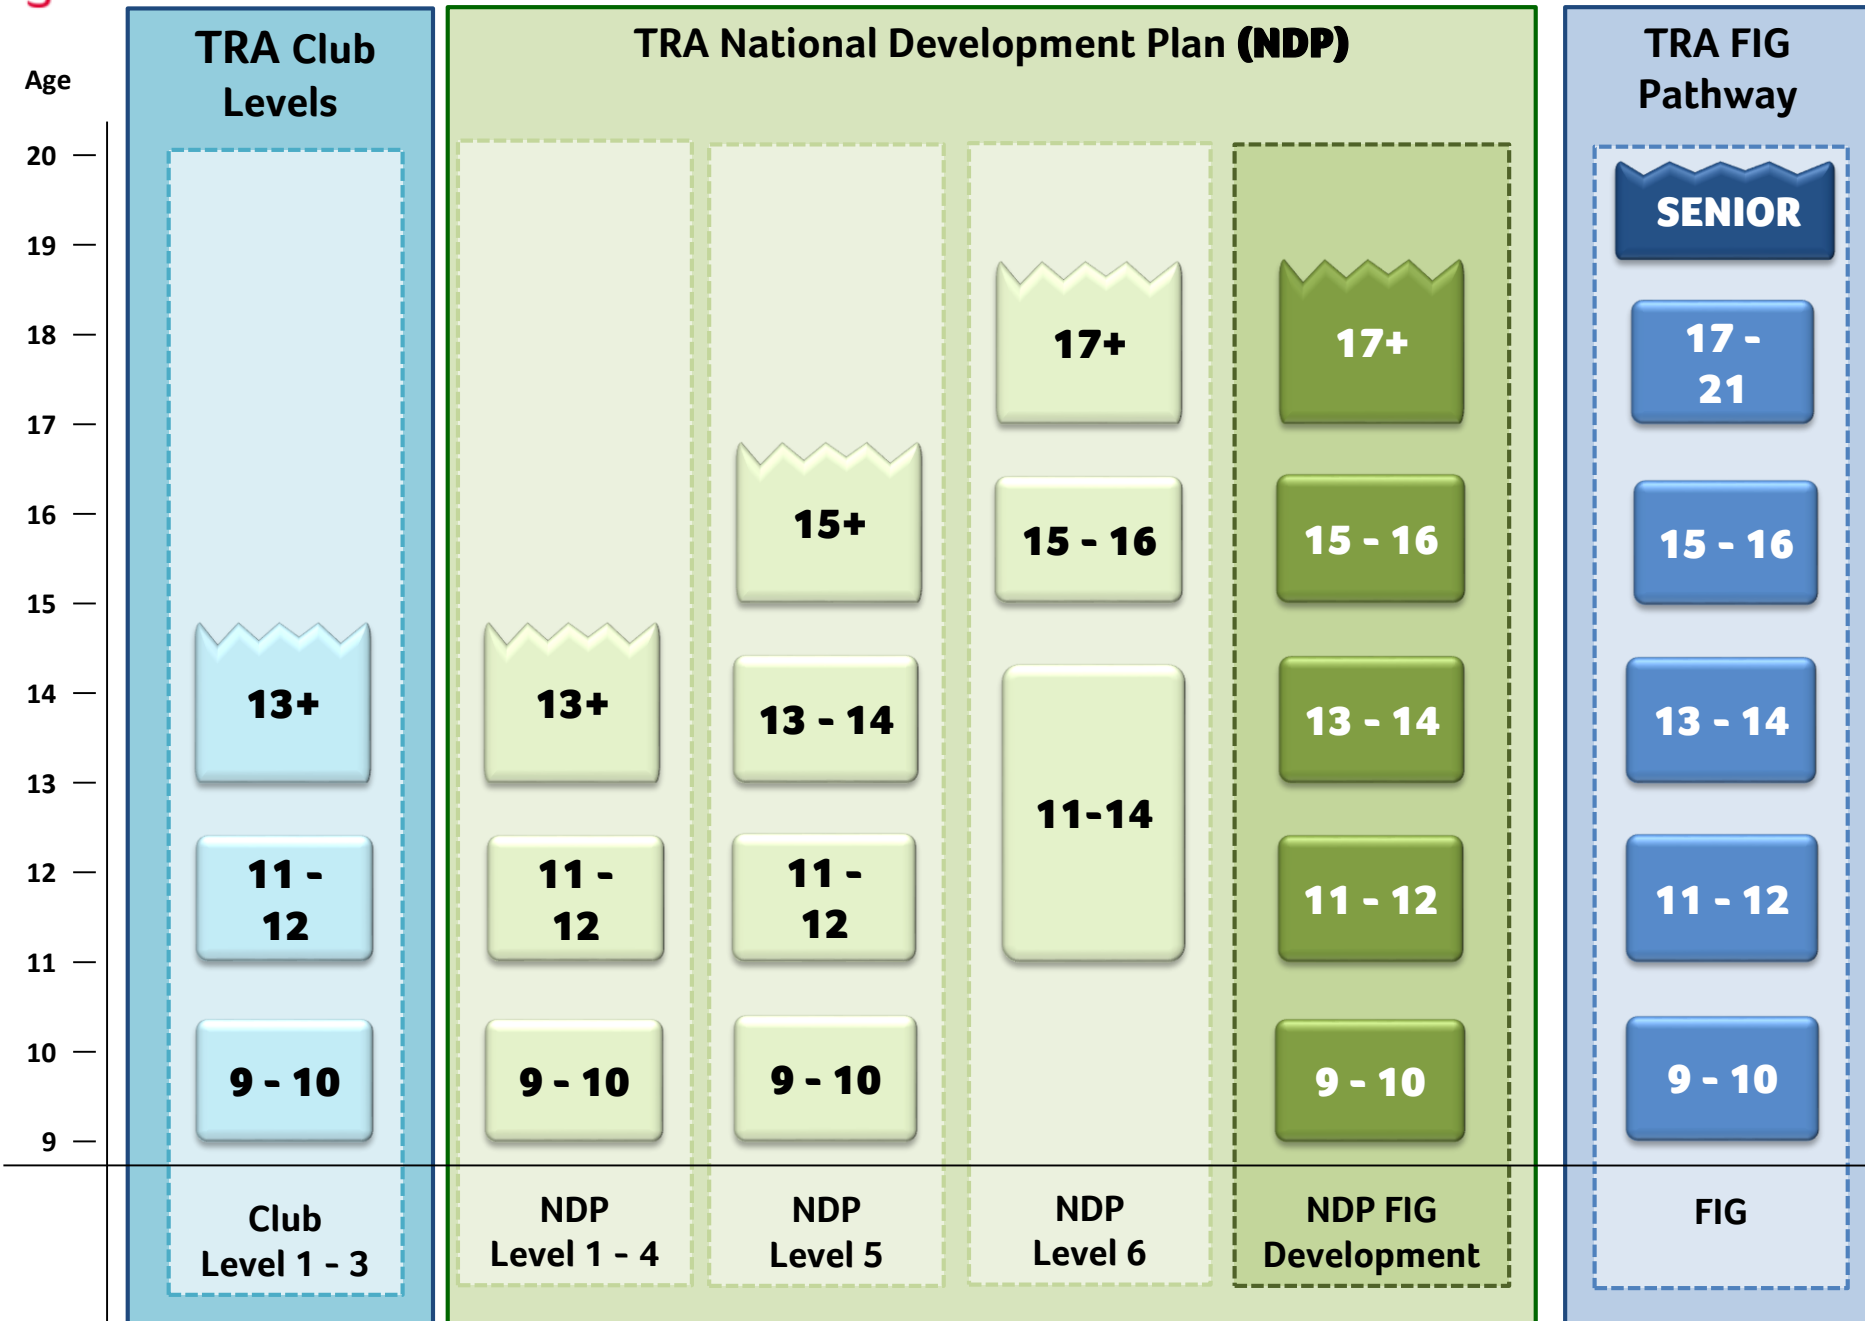 TRA Club
Levels
TRA National Development Plan (NDP)
TRA FIG
Pathway
Age
20
19
18
17
16
15
14
13
12
11
10
9
13+
11 -
12
9 - 10
13+
11 -
12
9 - 10
15+
13 - 14
11 -
12
9 - 10
17+
15 - 16
11-14
17+
15 - 16
13 - 14
11 - 12
9 - 10
SENIOR
17 -
21
15 - 16
13 - 14
11 - 12
9 - 10
Club
Level 1 - 3
NDP
Level 1 - 4
NDP
Level 5
NDP
Level 6
NDP FIG
Development
FIG